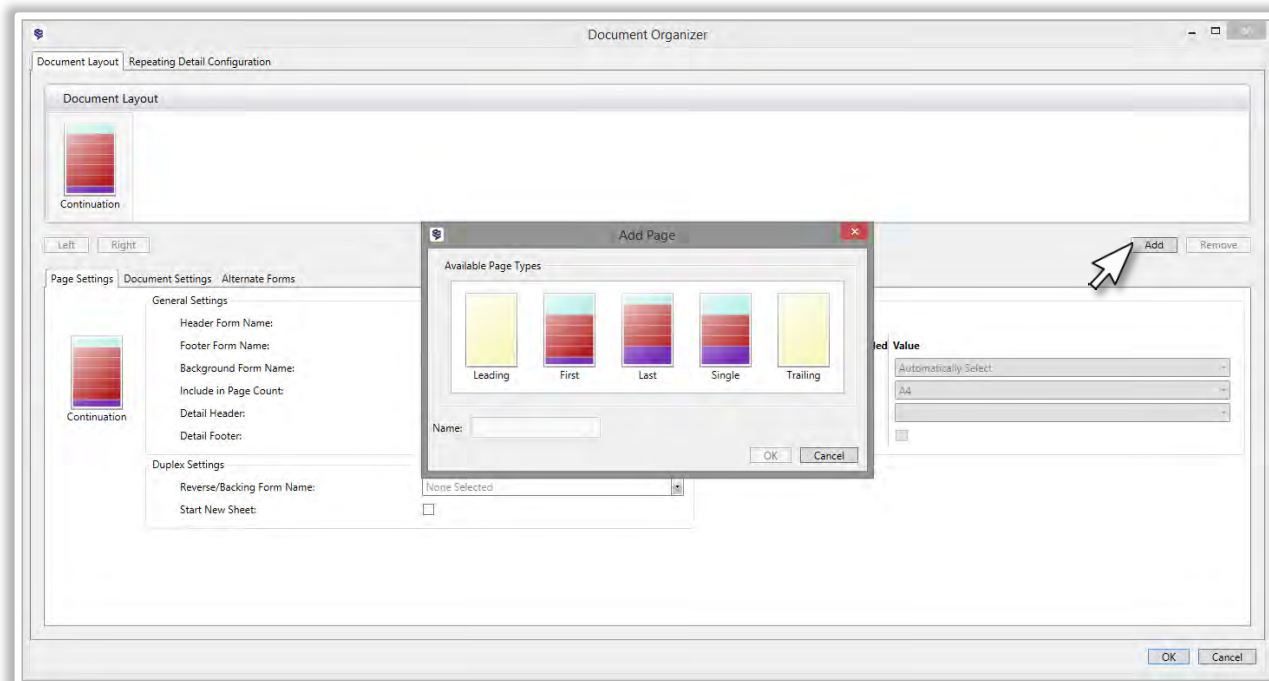 Document Organizer
Document Layout Repeating Detail Configuration
Document Layout
Continuation
Left Right
Add Remove
Page Settings Document Settings Alternate Forms
General Settings
Header Form Name:
Footer Form Name:
Background Form Name:
Include in Page Count:
Detail Header:
Detail Footer:
Continuation
Duplex Settings
Reverse/Backing Form Name: None Selected
Start New Sheet:
Add Page
Available Page Types
Leading First Last Single Trailing
Name:
OK Cancel
Value
Automatically Select
A4
OK Cancel